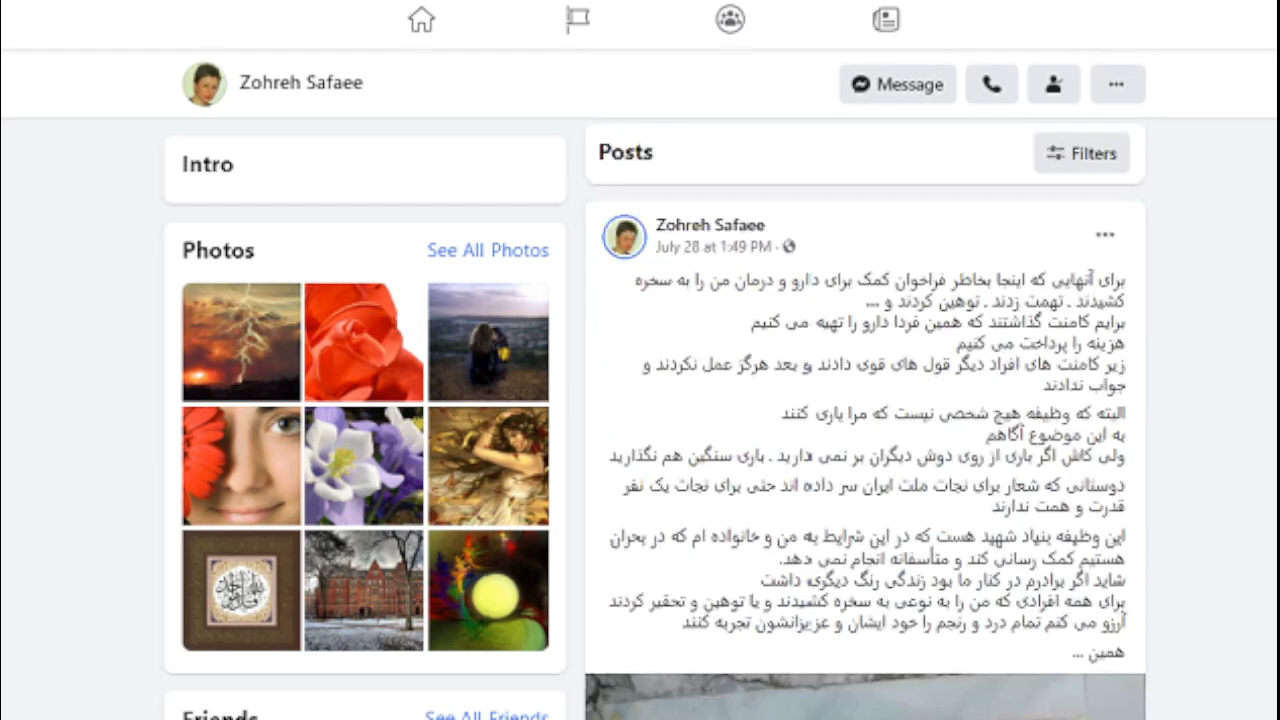 Zohreh Safaee
Message
Intro
Posts
Filters
Photos
See All Photos
Zohreh Safaee
July 28 at 1:49 PM
برای آنهایی که اینجا بخاطر فراخوان کمک برای دارو و درمان من را به سخره
کشیدند . تهمت زدند . توهین کردند و ....
برایم کامنت گذاشتند که همین فردا دارو را تهیه می کنیم
هزینه را پرداخت می کنیم
زیر کامنت های افراد دیگر قول های قوی دادند و بعد هرگز عمل نکردند و
جواب ندادند
البته که وظیفه هیچ شخصی نیست که مرا یاری کنند
به این موضوع آگاهم
ولی کاش اگر باری از روی دوش دیگران بر نمی دارید . باری سنگین هم نگذارید
دوستانی که شعار برای نجات ملت ایران سر داده اند حتی برای نجات یک نفر
قدرت و همت ندارند
این وظیفه بنیاد شهید هست که در این شرایط به من و خانواده ام که در بحران
هستیم کمک رسانی کند و متأسفانه انجام نمی دهد.
شاید اگر برادرم در کنار ما بود زندگی رنگ دیگری داشت
برای همه افرادی که من را به نوعی به سخره کشیدند و یا توهین و تحقیر کردند
آرزو می کنم تمام درد و رنجم را خود ایشان و عزیزانشون تجربه کنند
همین ...
Friends
See All Friends